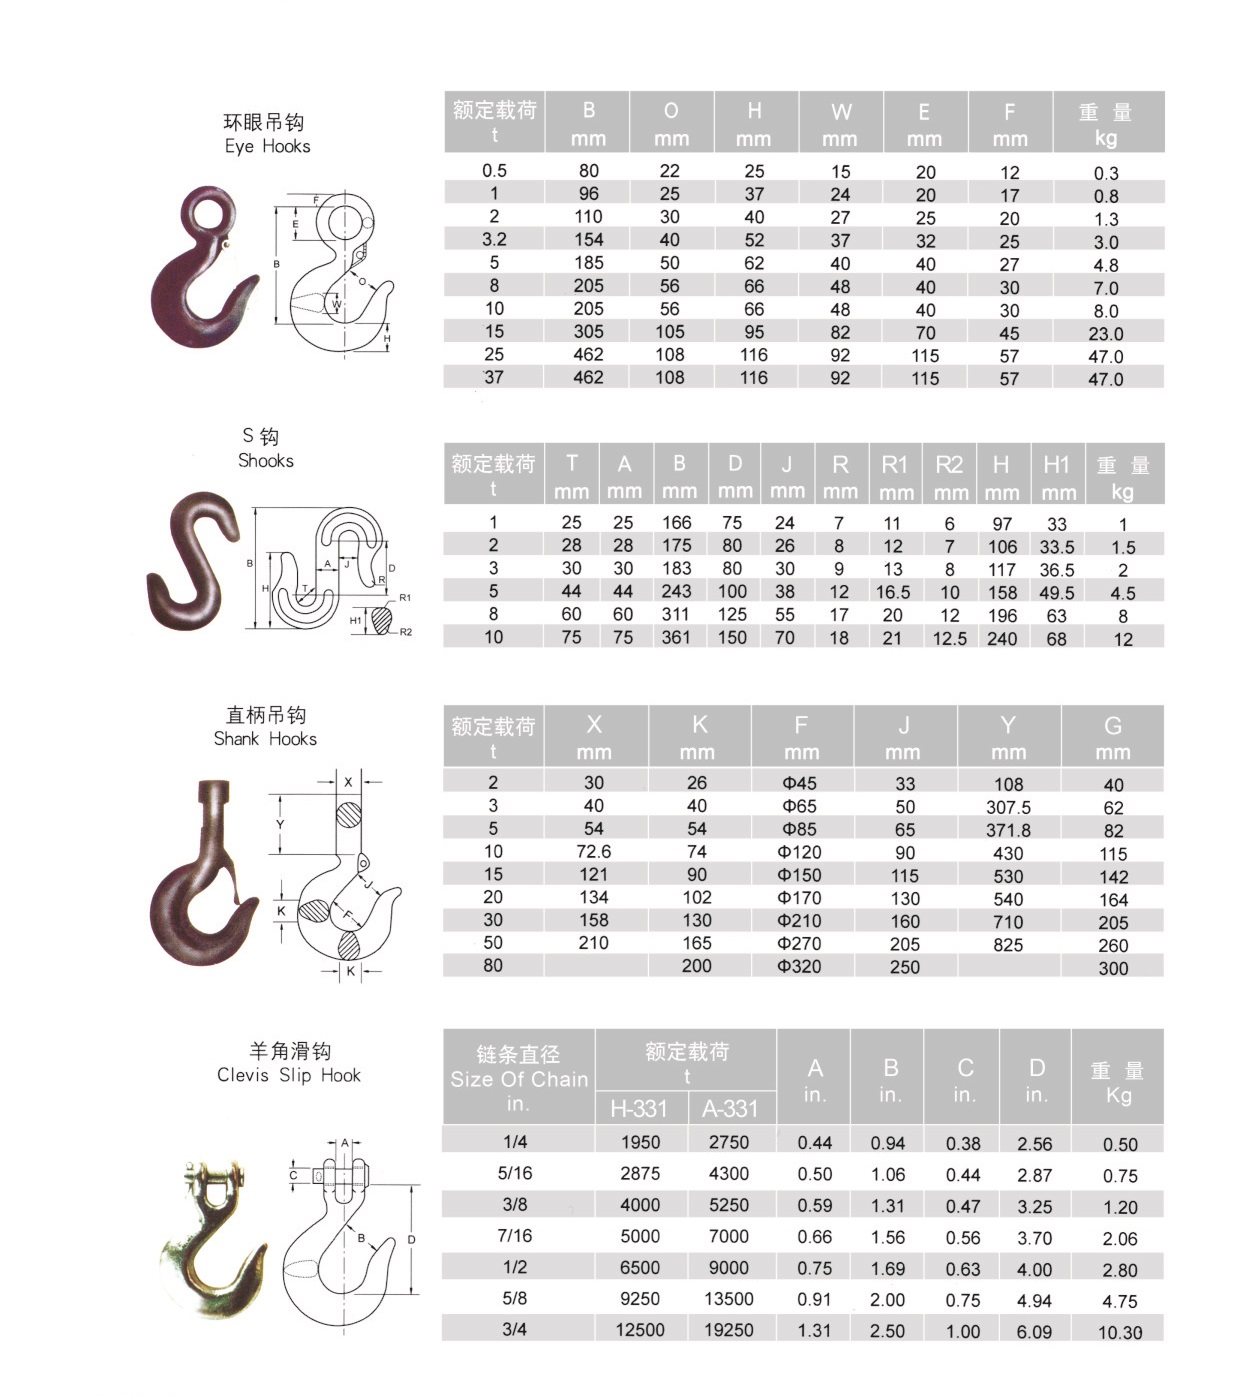 环眼吊钩
Eye Hooks
F
E
B
O
W
H
额定载荷 B O H W E F 重 量
t mm mm mm mm mm mm kg
0.5 80 22 25 15 20 12 0.3
1 96 25 37 24 20 17 0.8
2 110 30 40 27 25 20 1.3
3.2 154 40 52 37 32 25 3.0
5 185 50 62 40 40 27 4.8
8 205 56 66 48 40 30 7.0
10 205 56 66 48 40 30 8.0
15 305 105 95 82 70 45 23.0
25 462 108 116 92 115 57 47.0
37 462 108 116 92 115 57 47.0
S 钩
Shooks
B
H
T
A
J
D
R
R1
H1
R2
额定载荷 T A B D J R R1 R2 H H1 重 量
t mm mm mm mm mm mm mm mm mm mm kg
1 25 25 166 75 24 7 11 6 97 33 1
2 28 28 175 80 26 8 12 7 106 33.5 1.5
3 30 30 183 80 30 9 13 8 117 36.5 2
5 44 44 243 100 38 12 16.5 10 158 49.5 4.5
8 60 60 311 125 55 17 20 12 196 63 8
10 75 75 361 150 70 18 21 12.5 240 68 12
直柄吊钩
Shank Hooks
X
Y
J
K
F
K
额定载荷 X K F J Y G
t mm mm mm mm mm mm
2 30 26 Φ45 33 108 40
3 40 40 Φ65 50 307.5 62
5 54 54 Φ85 65 371.8 82
10 72.6 74 Φ120 90 430 115
15 121 90 Φ150 115 530 142
20 134 102 Φ170 130 540 164
30 158 130 Φ210 160 710 205
50 210 165 Φ270 205 825 260
80 200 Φ320 250 300
羊角滑钩
Clevis Slip Hook
A
C
B
D
链条直径 额定载荷 A B C D 重 量
Size Of Chain t in. in. in. in. Kg
in. H-331 A-331
1/4 1950 2750 0.44 0.94 0.38 2.56 0.50
5/16 2875 4300 0.50 1.06 0.44 2.87 0.75
3/8 4000 5250 0.59 1.31 0.47 3.25 1.20
7/16 5000 7000 0.66 1.56 0.56 3.70 2.06
1/2 6500 9000 0.75 1.69 0.63 4.00 2.80
5/8 9250 13500 0.91 2.00 0.75 4.94 4.75
3/4 12500 19250 1.31 2.50 1.00 6.09 10.30